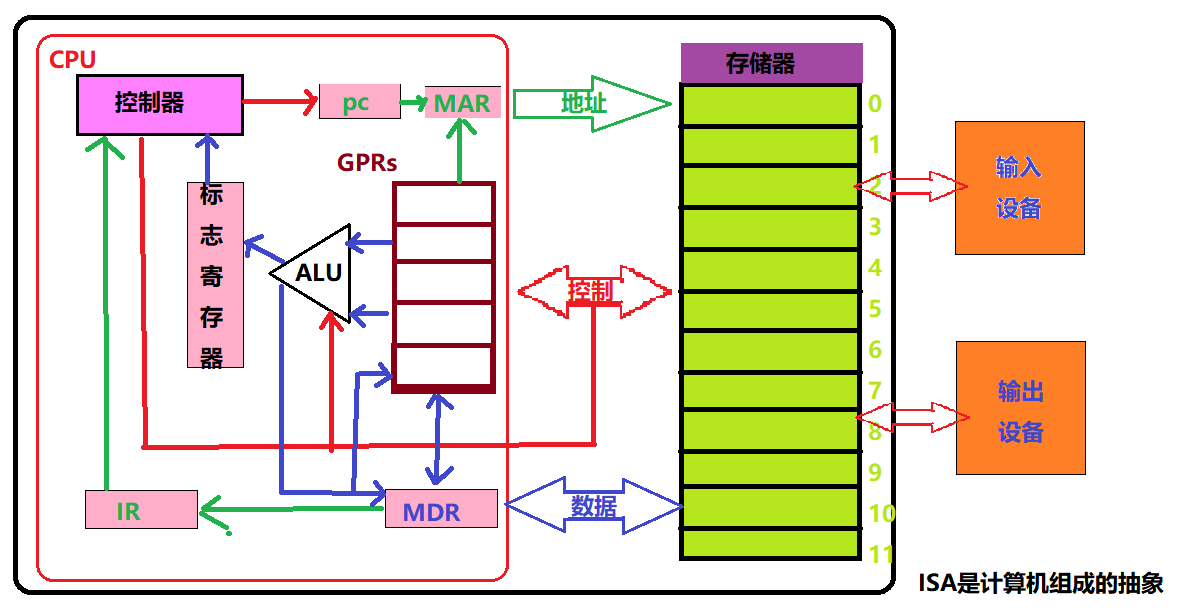 CPU
控制器
pc
MAR
地址
存储器
0
1
2
3
4
5
6
7
8
9
10
11
GPRs
标
志
寄
存
器
ALU
控制
IR
MDR
数据
输入
设备
输出
设备
ISA是计算机组成的抽象